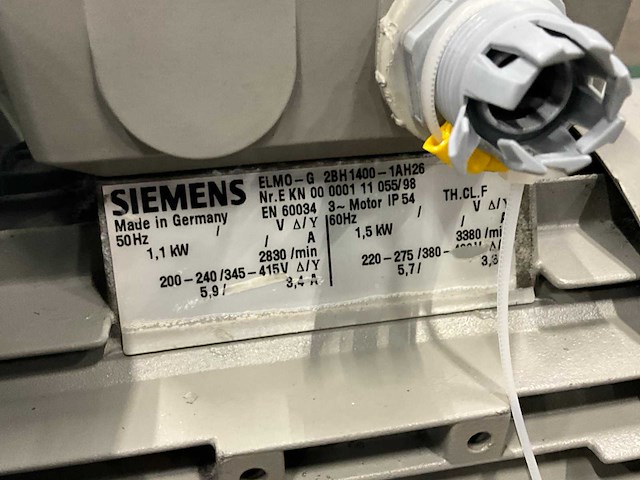 SIEMENS
ELMO-G 2BH1400-1AH26
Nr.E KN 00 0001 11 055/98
Made in Germany EN 60034 3~ Motor IP 54 TH.CL.F
50Hz / V Δ/Y 60Hz / V Δ/Y
1,1 kW / A 1,5 kW /
2830 /min 3380 /min
200-240/345-415V Δ/Y 220-275/380-
5,9/ 3,4 A 5,7/